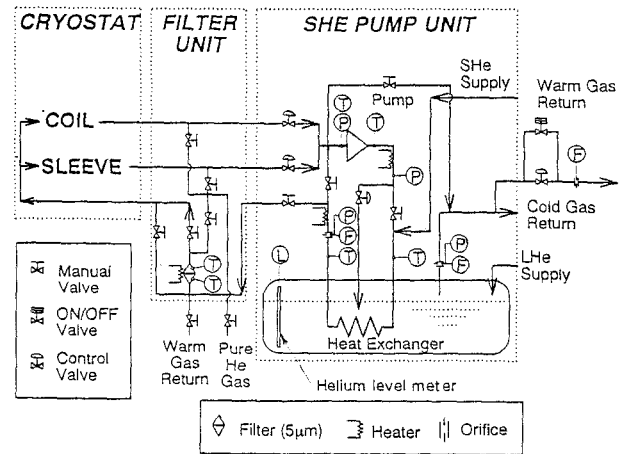 CRYOSTAT
FILTER UNIT
SHE PUMP UNIT
SHe Supply
Warm Gas Return
Pump
T
T
P
COIL
SLEEVE
P
F
Cold Gas Return
P
F
T
T
P
F
LHe Supply
L
T
T
Heat Exchanger
Manual Valve
ON/OFF Valve
Control Valve
Warm Gas Return
Pure He Gas
Helium level meter
Filter (5μm)
Heater
Orifice